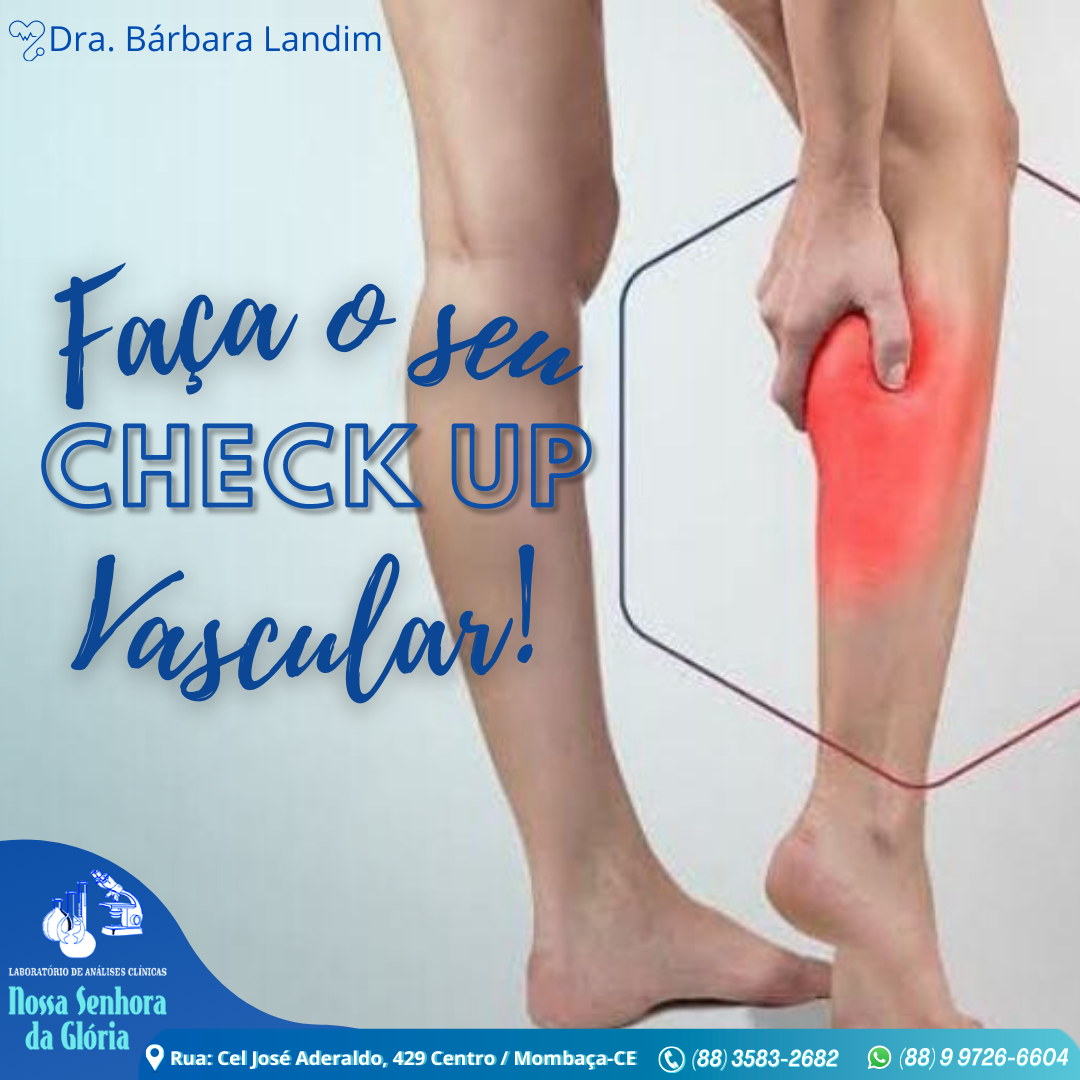 Dra. Bárbara Landim
Faça o seu
CHECK UP
Vascular!
LABORATÓRIO DE ANÁLISES CLÍNICAS
Nossa Senhora
da Glória
Rua: Cel José Aderaldo, 429 Centro / Mombaça-CE (88) 3583-2682 (88) 9 9726-6604